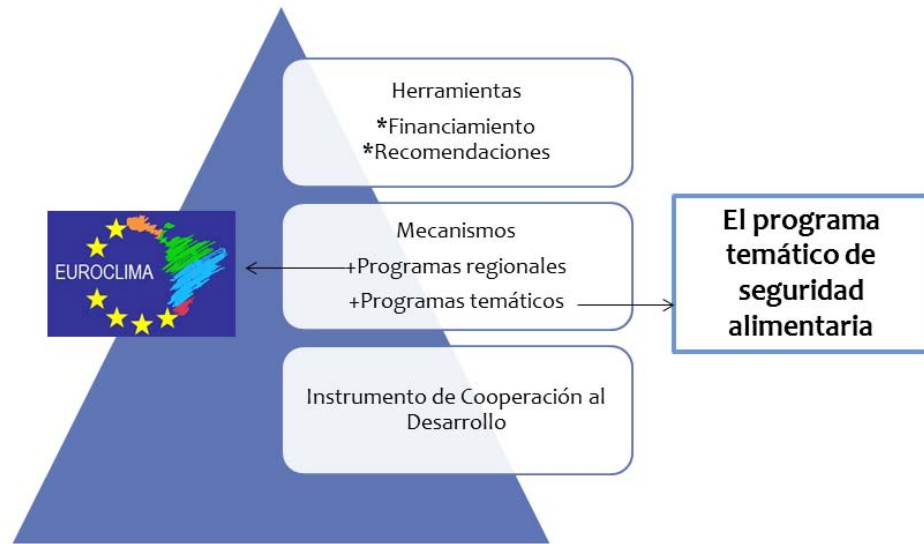 Herramientas
*Financiamiento
*Recomendaciones
Mecanismos
+Programas regionales
+Programas temáticos
EUROCLIMA
El programa
temático de
seguridad
alimentaria
Instrumento de Cooperación al
Desarrollo